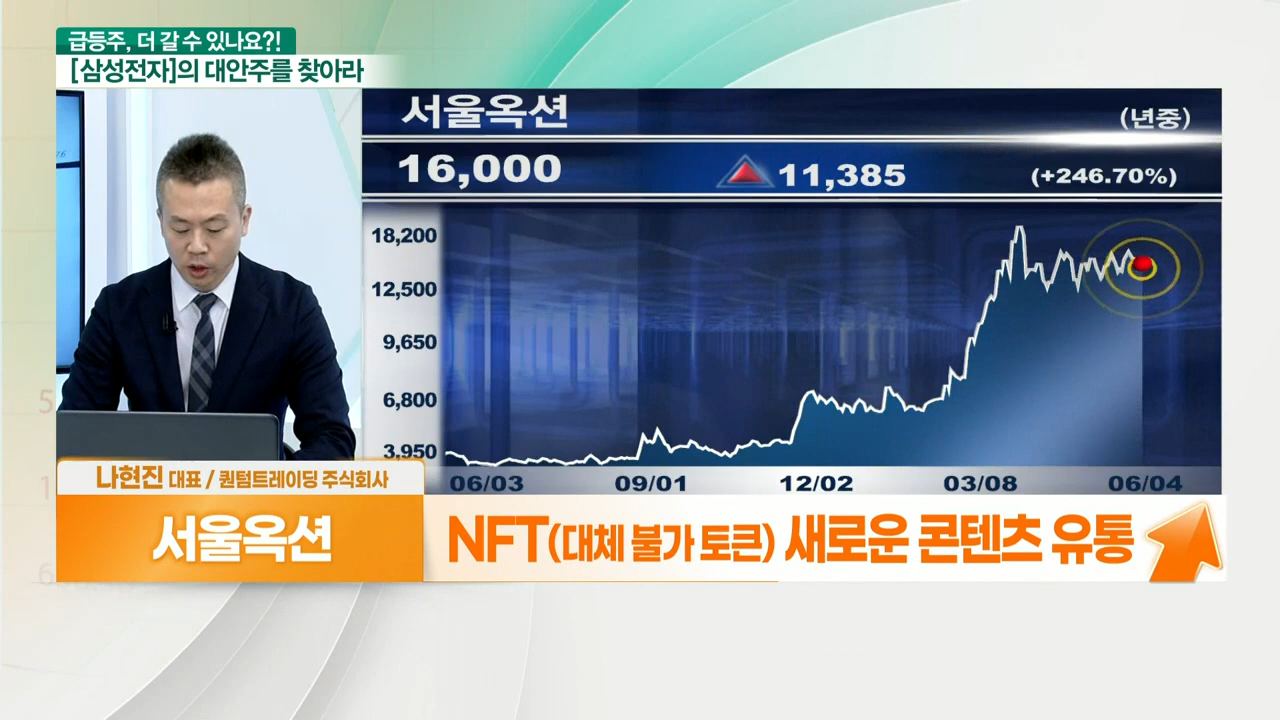 급등주, 더 갈 수 있나요?!
[삼성전자]의 대안주를 찾아라
서울옥션 (년중)
16,000 ▲ 11,385 (+246.70%)
18,200
12,500
9,650
6,800
3,950
06/03 09/01 12/02 03/08 06/04
나현진 대표 / 퀀텀트레이딩 주식회사
서울옥션
NFT(대체 불가 토큰) 새로운 콘텐츠 유통